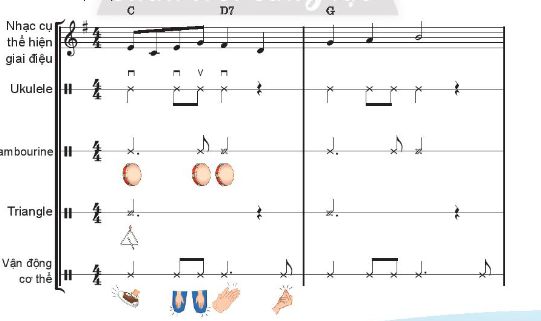 C D7 G
Nhạc cụ
thể hiện
giai điệu
Ukulele
ambourine
Triangle
Vận động
cơ thể